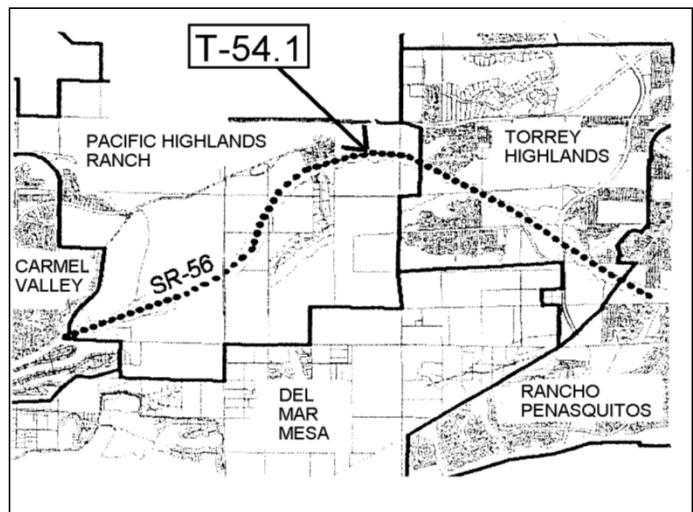 T-54.1
PACIFIC HIGHLANDS
RANCH
TORREY
HIGHLANDS
CARMEL
VALLEY
SR-56
DEL
MAR
MESA
RANCHO
PENASQUITOS